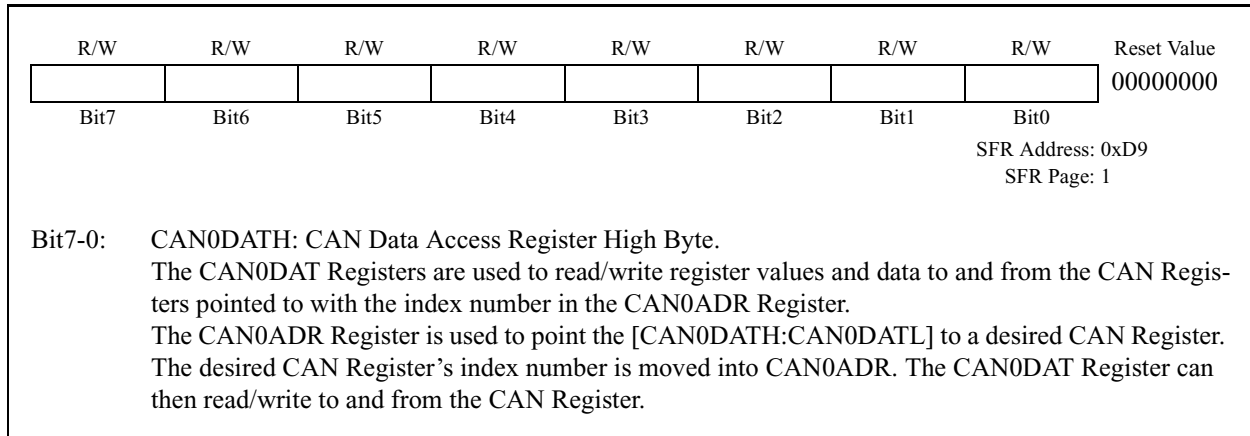 R/W R/W R/W R/W R/W R/W R/W R/W Reset Value
00000000
Bit7 Bit6 Bit5 Bit4 Bit3 Bit2 Bit1 Bit0
SFR Address: 0xD9
SFR Page: 1
Bit7-0: CAN0DATH: CAN Data Access Register High Byte.
The CAN0DAT Registers are used to read/write register values and data to and from the CAN Regis-
ters pointed to with the index number in the CAN0ADR Register.
The CAN0ADR Register is used to point the [CAN0DATH:CAN0DATL] to a desired CAN Register.
The desired CAN Register’s index number is moved into CAN0ADR. The CAN0DAT Register can
then read/write to and from the CAN Register.